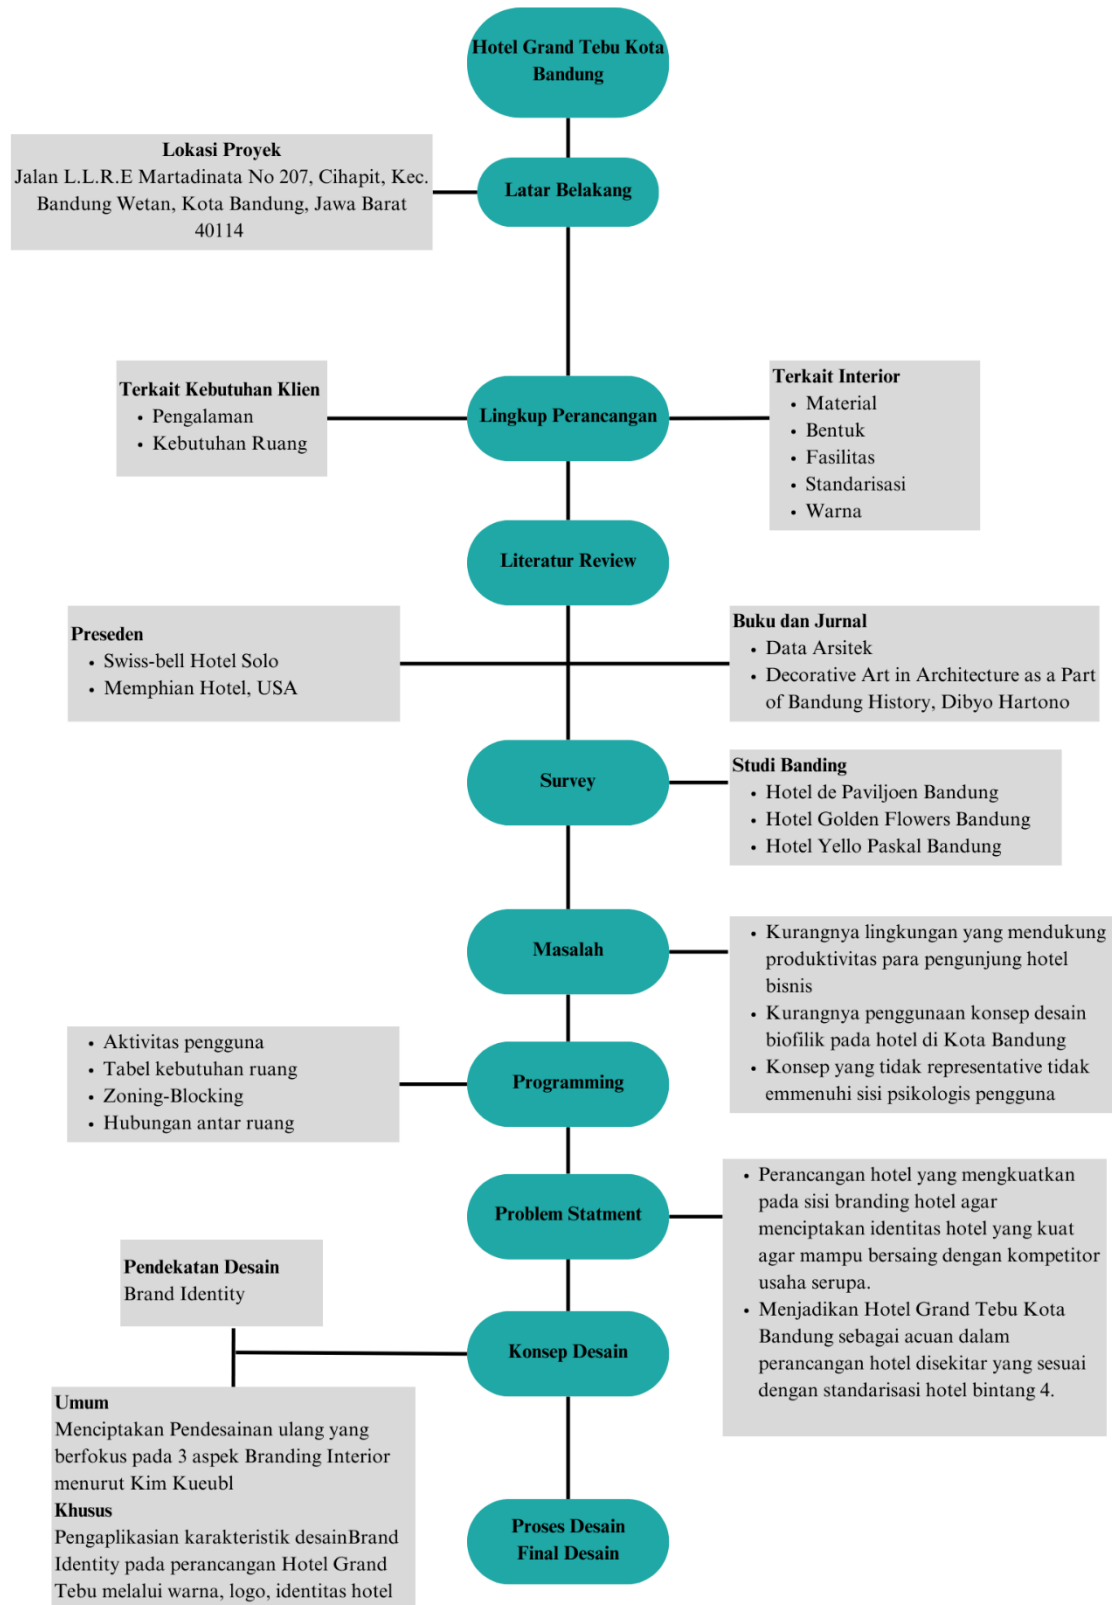 Hotel Grand Tebu Kota
Bandung
Lokasi Proyek
Jalan L.L.R.E Martadinata No 207, Cihapit, Kec.
Bandung Wetan, Kota Bandung, Jawa Barat
40114
Latar Belakang
Terkait Kebutuhan Klien
• Pengalaman
• Kebutuhan Ruang
Lingkup Perancangan
Terkait Interior
• Material
• Bentuk
• Fasilitas
• Standarisasi
• Warna
Literatur Review
Preseden
• Swiss-bell Hotel Solo
• Memphian Hotel, USA
Buku dan Jurnal
• Data Arsitek
• Decorative Art in Architecture as a Part
of Bandung History, Dibyo Hartono
Survey
Studi Banding
• Hotel de Paviljoen Bandung
• Hotel Golden Flowers Bandung
• Hotel Yello Paskal Bandung
Masalah
• Kurangnya lingkungan yang mendukung
produktivitas para pengunjung hotel
bisnis
• Kurangnya penggunaan konsep desain
biofilik pada hotel di Kota Bandung
• Konsep yang tidak representative tidak
emmenuhi sisi psikologis pengguna
• Aktivitas pengguna
• Tabel kebutuhan ruang
• Zoning-Blocking
• Hubungan antar ruang
Programming
Problem Statment
• Perancangan hotel yang mengkuatkan
pada sisi branding hotel agar
menciptakan identitas hotel yang kuat
agar mampu bersaing dengan kompetitor
usaha serupa.
• Menjadikan Hotel Grand Tebu Kota
Bandung sebagai acuan dalam
perancangan hotel disekitar yang sesuai
dengan standarisasi hotel bintang 4.
Pendekatan Desain
Brand Identity
Konsep Desain
Umum
Menciptakan Pendesainan ulang yang
berfokus pada 3 aspek Branding Interior
menurut Kim Kueubl
Khusus
Pengaplikasian karakteristik desainBrand
Identity pada perancangan Hotel Grand
Tebu melalui warna, logo, identitas hotel
Proses Desain
Final Desain